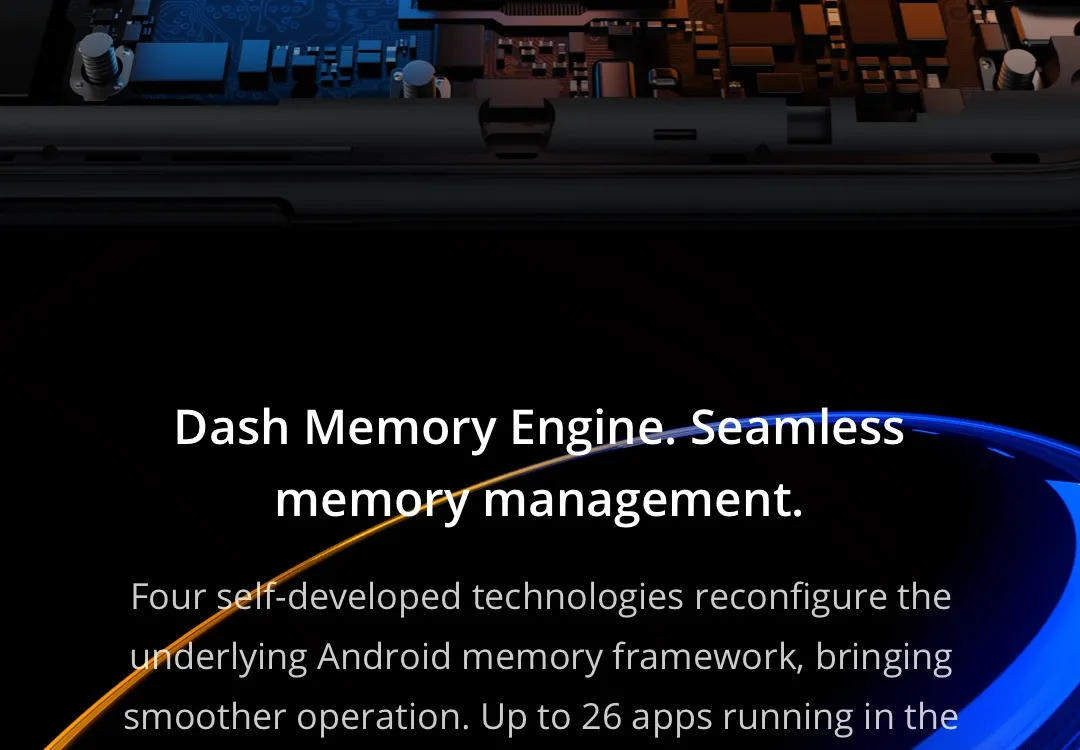 Dash Memory Engine. Seamless
memory management.
Four self-developed technologies reconfigure the
underlying Android memory framework, bringing
smoother operation. Up to 26 apps running in the